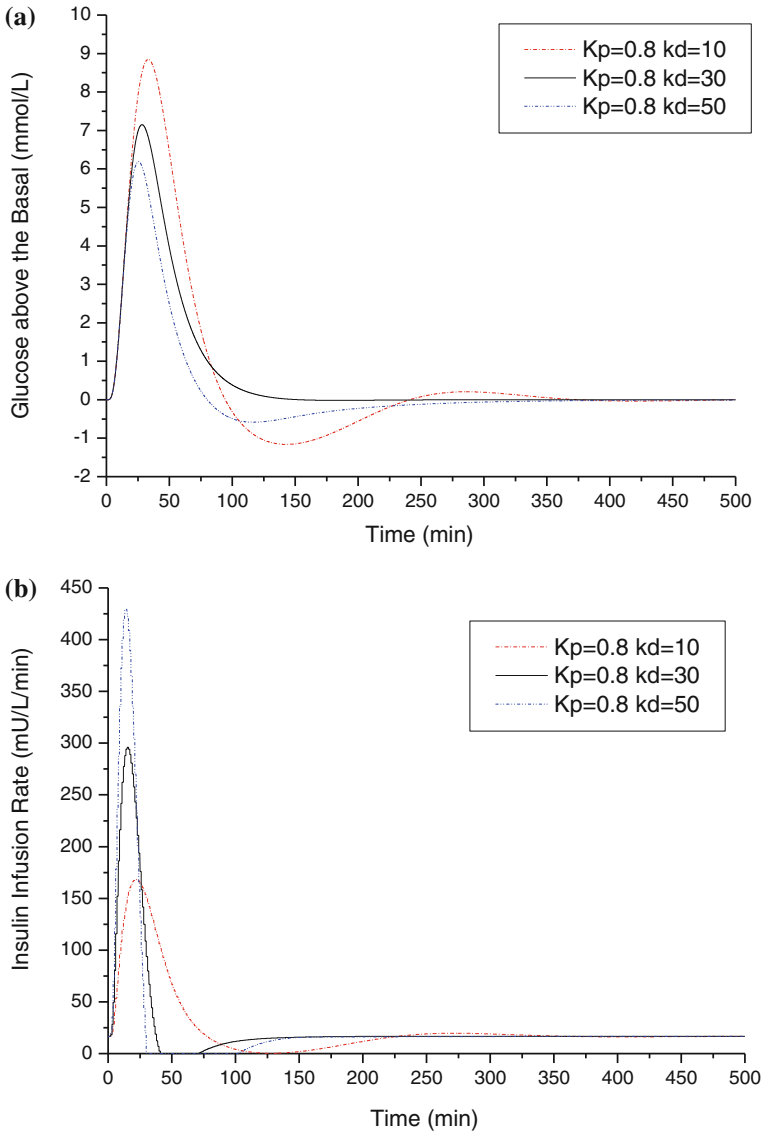 (a)
10
9
8
7
6
5
4
3
2
1
0
-1
-2
Glucose above the Basal (mmol/L)
Kp=0.8 kd=10
Kp=0.8 kd=30
Kp=0.8 kd=50
0 50 100 150 200 250 300 350 400 450 500
Time (min)
(b)
450
400
350
300
250
200
150
100
50
0
Insulin Infusion Rate (mU/L/min)
Kp=0.8 kd=10
Kp=0.8 kd=30
Kp=0.8 kd=50
0 50 100 150 200 250 300 350 400 450 500
Time (min)